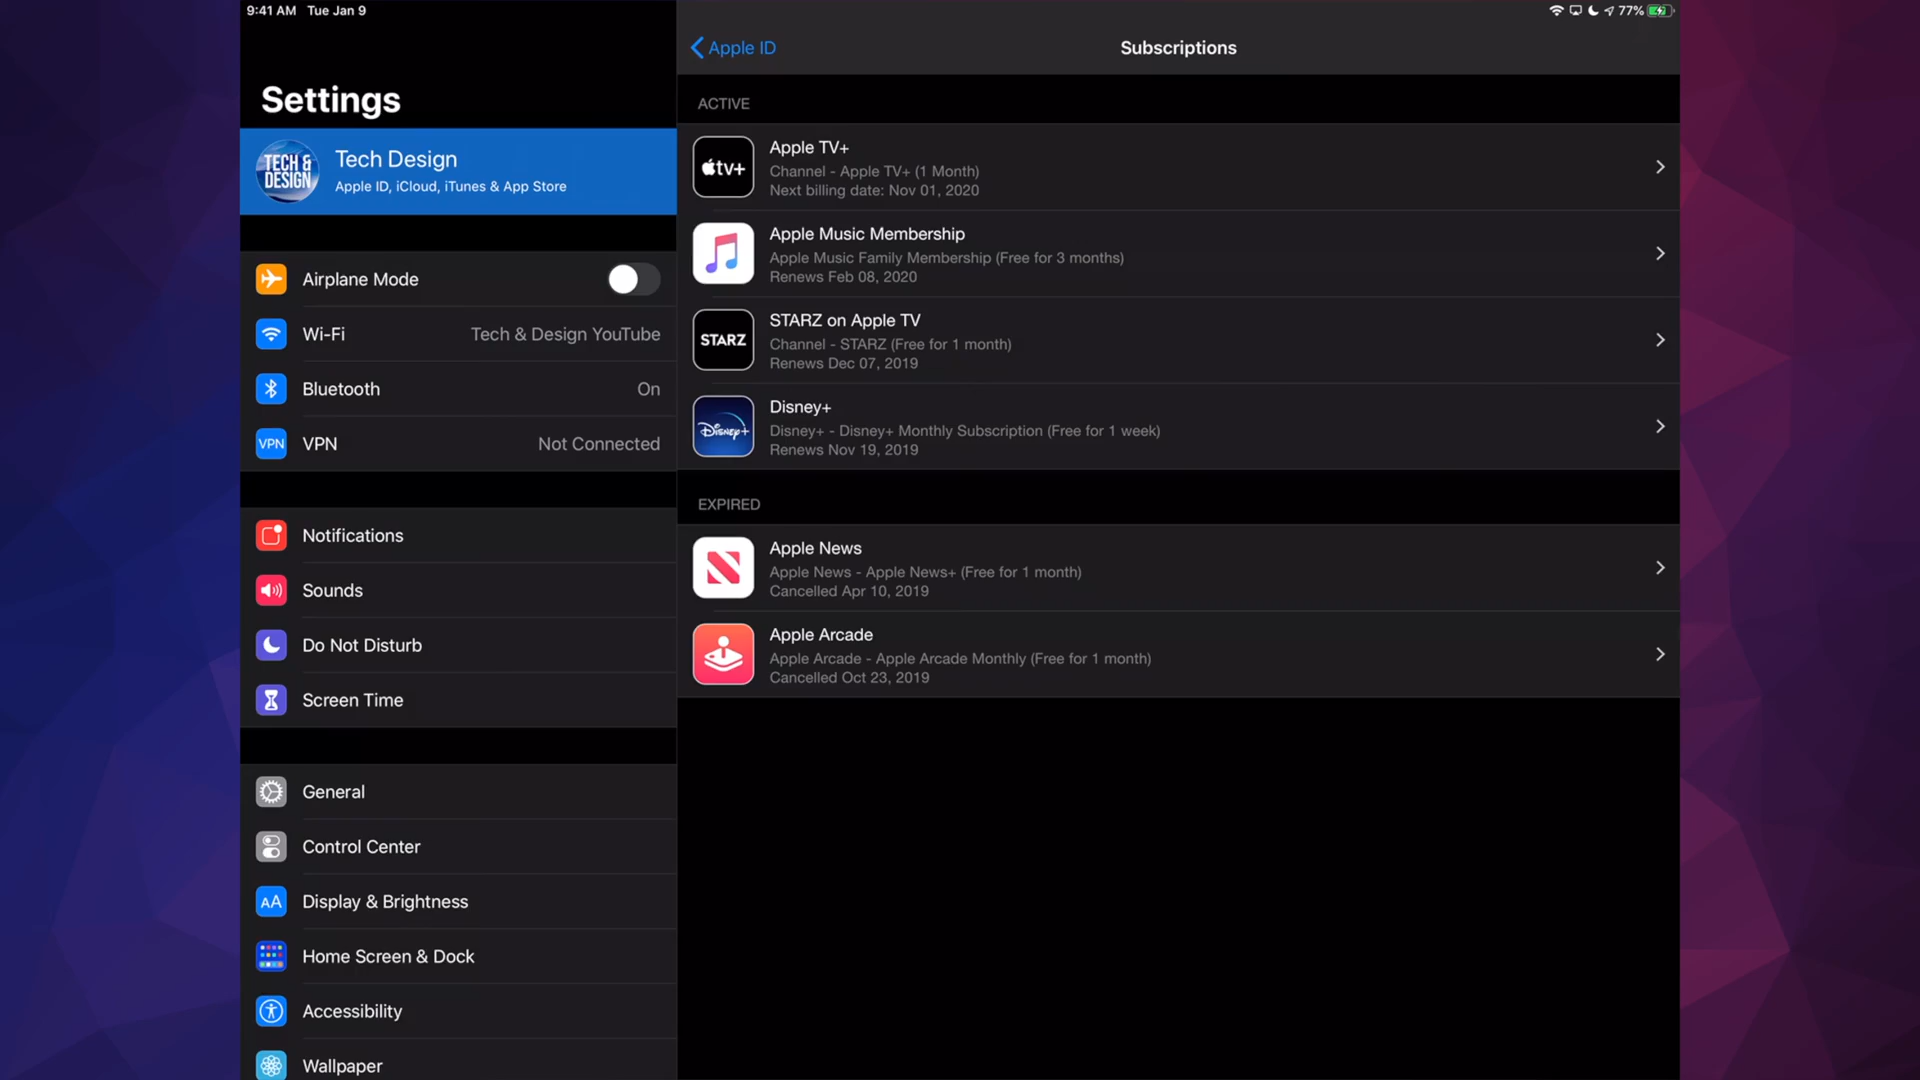 9:41 AM Tue Jan 9
77%
Settings
TECH &
DESIGN
Tech Design
Apple ID, iCloud, iTunes & App Store
Airplane Mode
Wi-Fi Tech & Design YouTube
Bluetooth On
VPN VPN Not Connected
Notifications
Sounds
Do Not Disturb
Screen Time
General
Control Center
AA Display & Brightness
Home Screen & Dock
Accessibility
Wallpaper
Apple ID
Subscriptions
ACTIVE
tv+
Apple TV+
Channel - Apple TV+ (1 Month)
Next billing date: Nov 01, 2020
Apple Music Membership
Apple Music Family Membership (Free for 3 months)
Renews Feb 08, 2020
STARZ
STARZ on Apple TV
Channel - STARZ (Free for 1 month)
Renews Dec 07, 2019
Disney+
Disney+
Disney+ - Disney+ Monthly Subscription (Free for 1 week)
Renews Nov 19, 2019
EXPIRED
Apple News
Apple News - Apple News+ (Free for 1 month)
Cancelled Apr 10, 2019
Apple Arcade
Apple Arcade - Apple Arcade Monthly (Free for 1 month)
Cancelled Oct 23, 2019